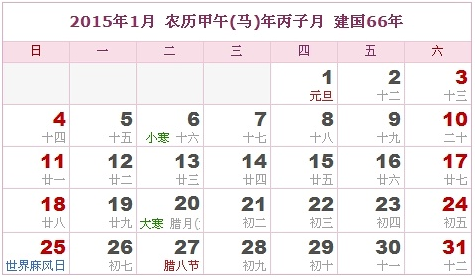 2015年1月 农历甲午(马)年丙子月 建国66年
日 一 二 三 四 五 六
1 2 3
元旦 十二 十三
4 5 6 7 8 9 10
十四 十五 小寒 十六 十七 十八 十九 二十
11 12 13 14 15 16 17
廿一 廿二 廿三 廿四 廿五 廿六 廿七
18 19 20 21 22 23 24
廿八 廿九 大寒 腊月(: 初二 初三 初四 初五
25 26 27 28 29 30 31
世界麻风日 初七 腊八节 初九 初十 十一 十二